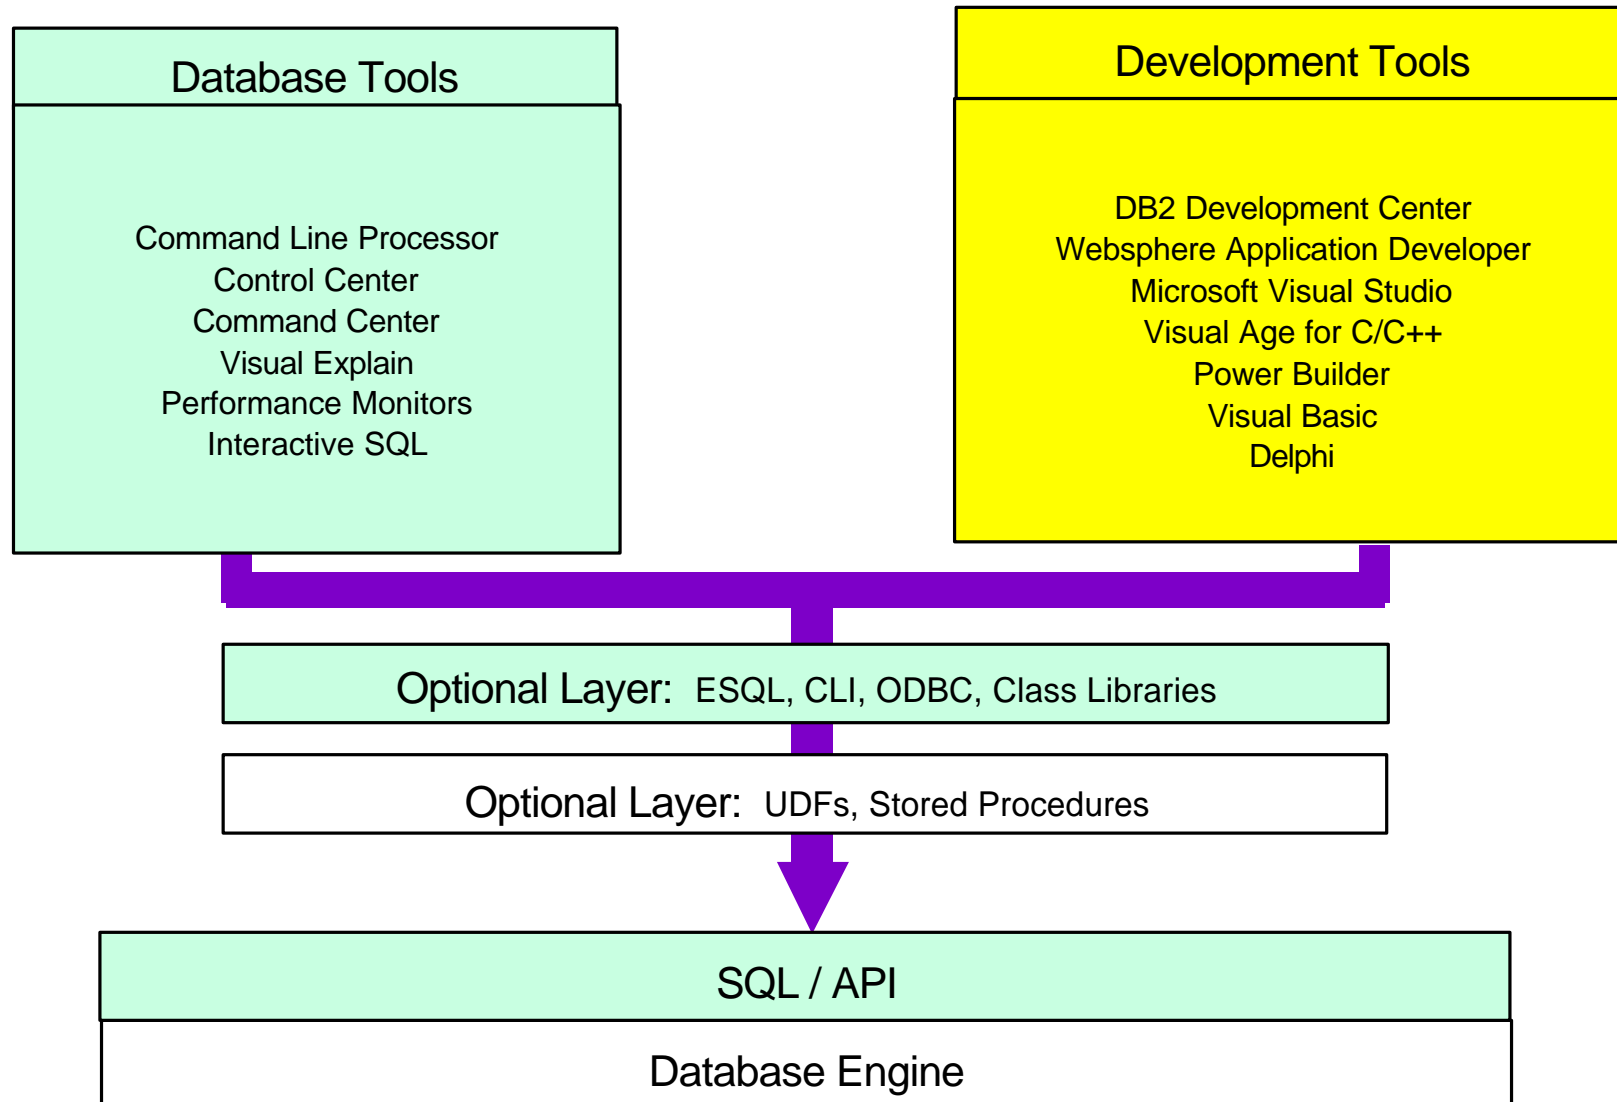 Database Tools
Command Line Processor
Control Center
Command Center
Visual Explain
Performance Monitors
Interactive SQL
Development Tools
DB2 Development Center
Websphere Application Developer
Microsoft Visual Studio
Visual Age for C/C++
Power Builder
Visual Basic
Delphi
Optional Layer: ESQL, CLI, ODBC, Class Libraries
Optional Layer: UDFs, Stored Procedures
SQL / API
Database Engine